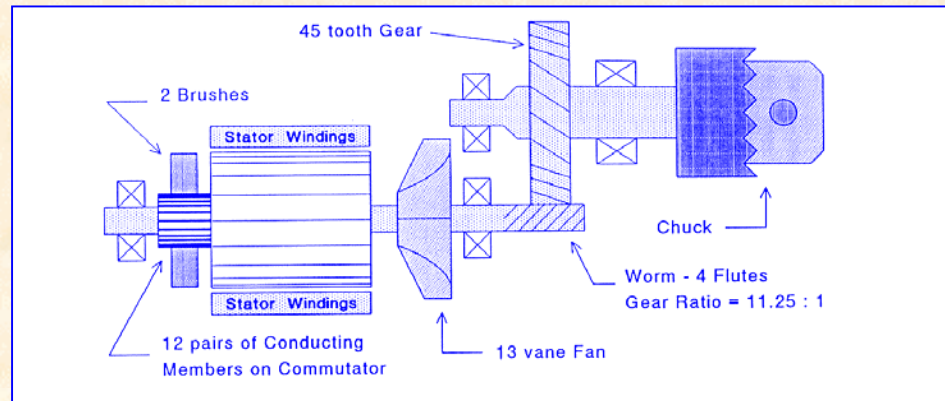 45 tooth Gear
2 Brushes
Stator Windings
Chuck
Worm - 4 Flutes
Gear Ratio = 11.25 : 1
Stator Windings
12 pairs of Conducting
Members on Commutator
13 vane Fan